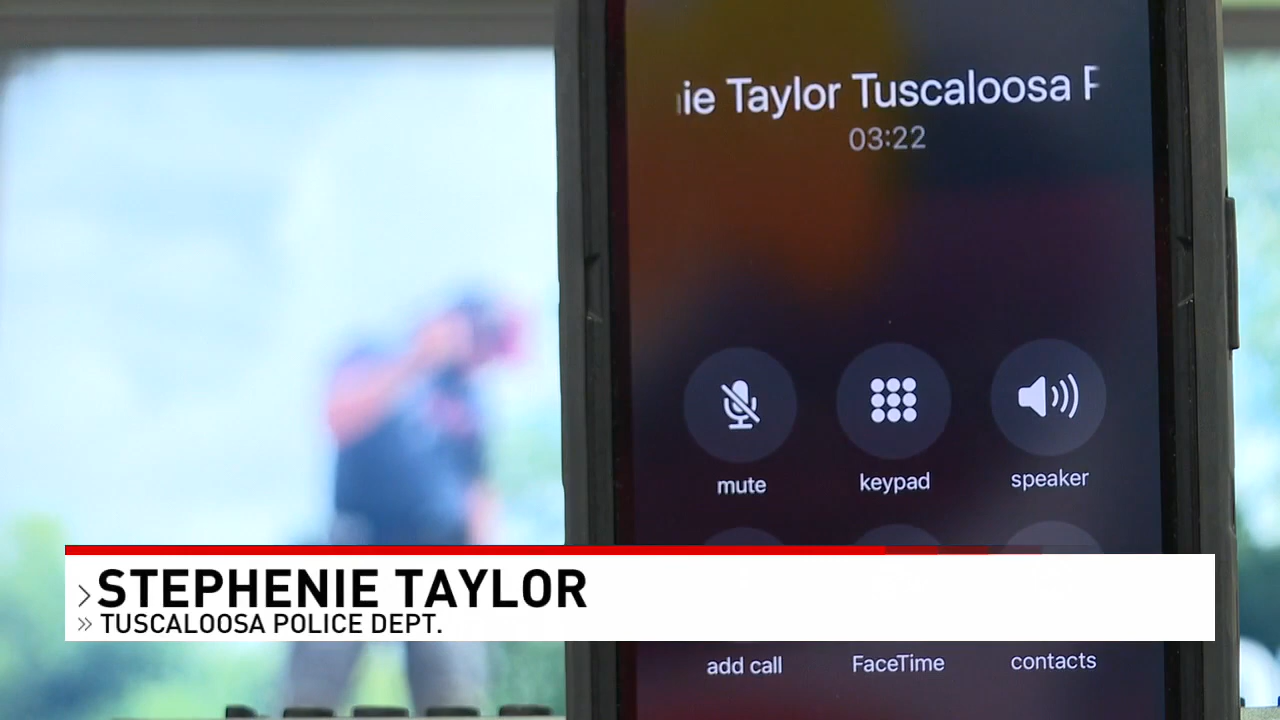 ie Taylor Tuscaloosa P
03:22
mute
keypad
speaker
STEPHENIE TAYLOR
TUSCALOOSA POLICE DEPT.
add call
FaceTime
contacts